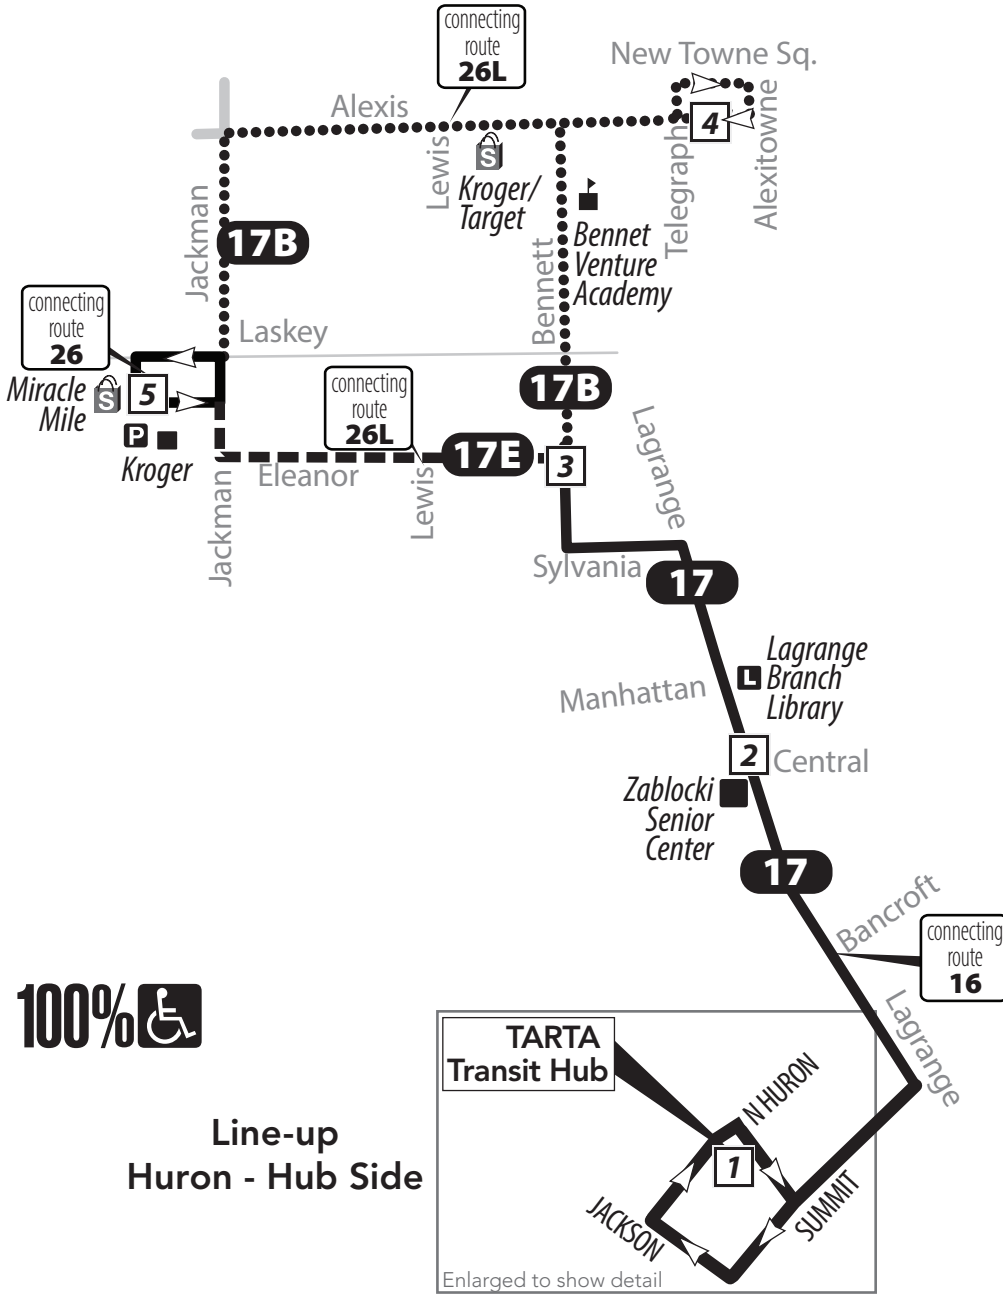 connecting
route
26L
New Towne Sq.
Alexis
4
Telegraph
Alexitowne
Lewis
S
Kroger/
Target
Jackman
17B
Bennett
Bennet
Venture
Academy
connecting
route
26
Laskey
Miracle
Mile
S
5
P
Kroger
connecting
route
26L
17B
17E
3
Eleanor
Lewis
Jackman
Lagrange
Sylvania
17
L
Lagrange
Branch
Library
Manhattan
2
Central
Zablocki
Senior
Center
17
Bancroft
connecting
route
16
Lagrange
100%
TARTA
Transit Hub
N HURON
1
SUMMIT
JACKSON
Line-up
Huron - Hub Side
Enlarged to show detail